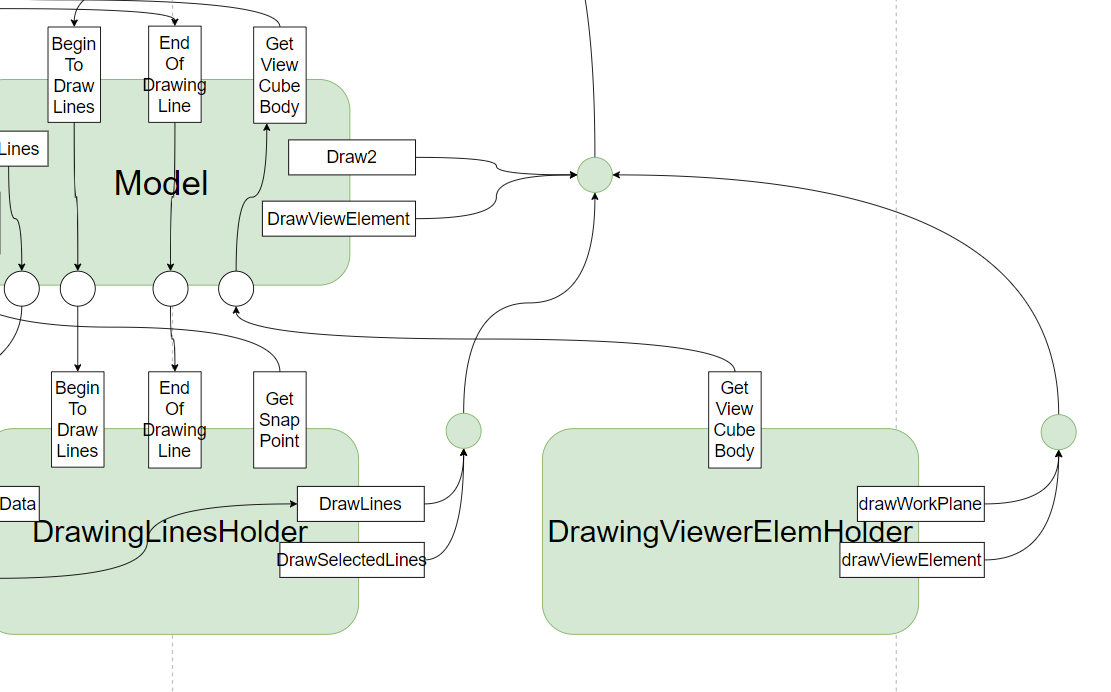 Begin
To
Draw
Lines
End
Of
Drawing
Line
Get
View
Cube
Body
Lines
Model
Draw2
DrawViewElement
Begin
To
Draw
Lines
End
Of
Drawing
Line
Get
Snap
Point
Get
View
Cube
Body
Data
DrawingLinesHolder
DrawLines
DrawSelectedLines
DrawingViewerElemHolder
drawWorkPlane
drawViewElement